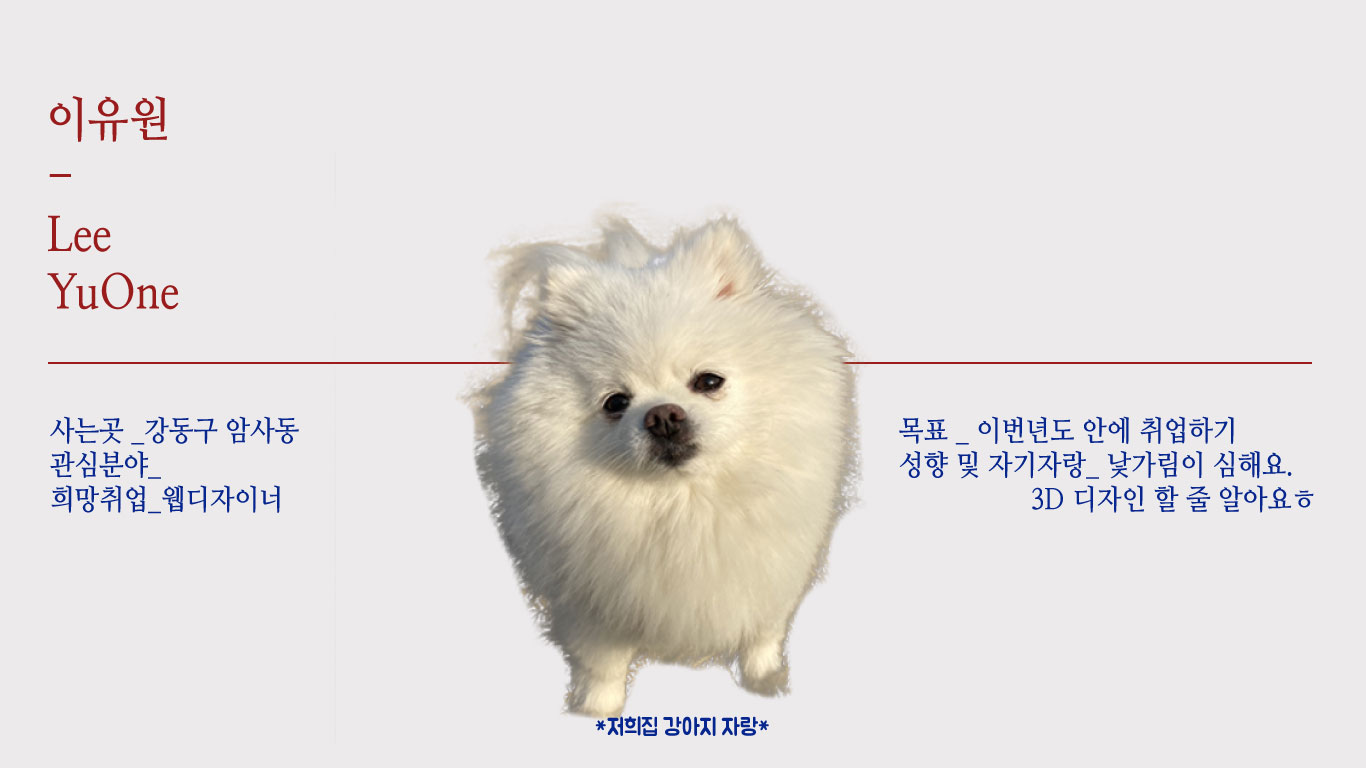 이유원
–
Lee
YuOne
사는곳 _강동구 암사동
관심분야_
희망취업_웹디자이너
목표 _ 이번년도 안에 취업하기
성향 및 자기자랑_ 낯가림이 심해요.
3D 디자인 할 줄 알아요ㅎ
*저희집 강아지 자랑*